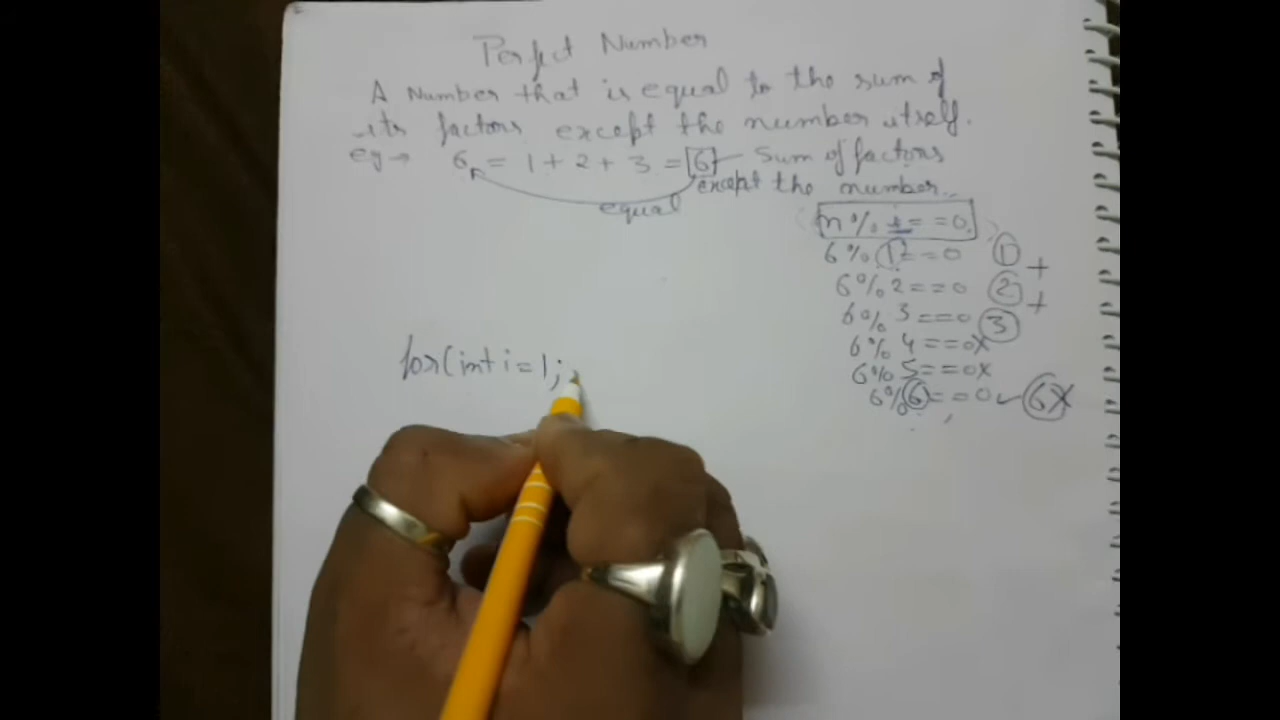 Perfect Number
A Number that is equal to the sum of
its factors except the number itself.
eg → 6 = 1 + 2 + 3 = 6 – Sum of factors
except the number..
equal
n % == 0
6 % 1 == 0 1 +
6 % 2 == 0 2 +
6 % 3 == 0 3
6 % 4 == 0 X
6 % 5 == 0 X
6 % 6 == 0 ✓ 6 X
for(int i = 1;